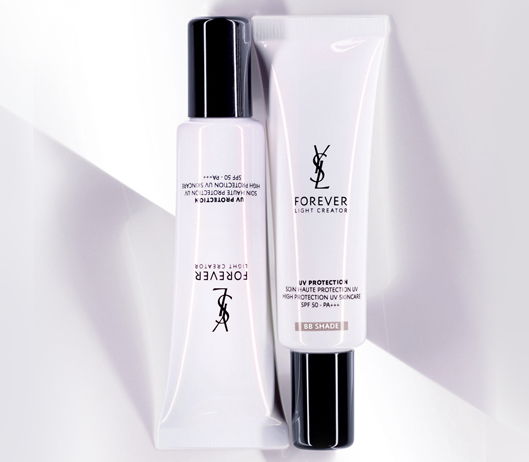 YSL
FOREVER
LIGHT CREATOR
UV PROTECTION
SOIN HAUTE PROTECTION UV
HIGH PROTECTION UV SKINCARE
SPF 50 - PA+++
YSL
FOREVER
LIGHT CREATOR
UV PROTECTION
SOIN HAUTE PROTECTION UV
HIGH PROTECTION UV SKINCARE
SPF 50 - PA+++
BB SHADE